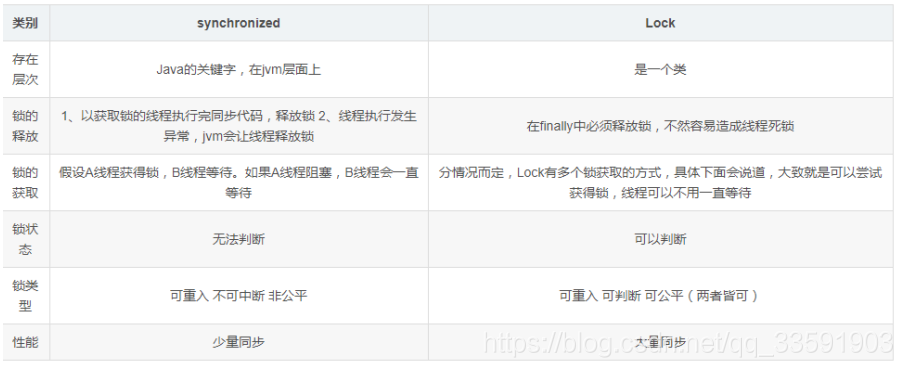 类别 synchronized Lock
存在
层次
Java的关键字，在jvm层面上 是一个类
锁的
释放
1、以获取锁的线程执行完同步代码，释放锁 2、线程执行发生
异常，jvm会让线程释放锁
在finally中必须释放锁，不然容易造成线程死锁
锁的
获取
假设A线程获得锁，B线程等待。如果A线程阻塞，B线程会一直
等待
分情况而定，Lock有多个锁获取的方式，具体下面会说道，大致就是可以尝试
获得锁，线程可以不用一直等待
锁状
态
无法判断 可以判断
锁类
型
可重入 不可中断 非公平 可重入 可判断 可公平（两者皆可）
性能 少量同步 大量同步
https://blog.csdn.net/qq_33591903